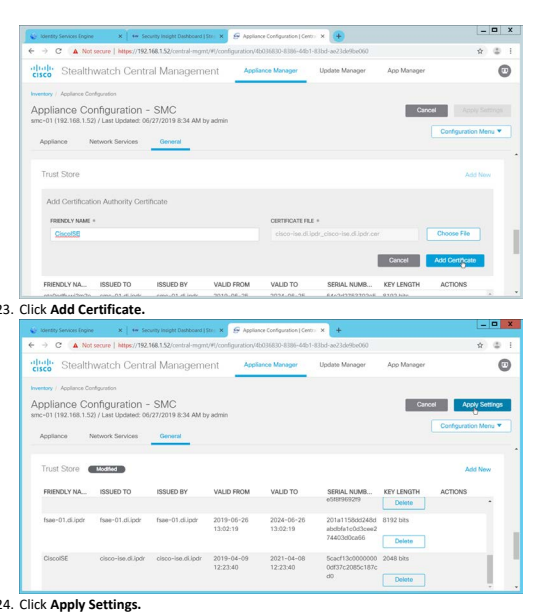 Identity Services Engine
Security Insight Dashboard | Ste
Appliance Configuration | Centr
Not secure | https://192.168.1.52/central-mgmt/#/configuration/4b036830-8386-44b1-83bd-ae23de9be060
cisco Stealthwatch Central Management Appliance Manager Update Manager App Manager
Inventory / Appliance Configuration
Appliance Configuration - SMC
Cancel Apply Settings
smc-01 (192.168.1.52) / Last Updated: 06/27/2019 8:34 AM by admin
Configuration Menu
Appliance Network Services General
Trust Store Add New
Add Certification Authority Certificate
FRIENDLY NAME * CERTIFICATE FILE *
CiscoISE cisco-ise.di.ipdr_cisco-ise.di.ipdr.cer Choose File
Cancel Add Certificate
FRIENDLY NA... ISSUED TO ISSUED BY VALID FROM VALID TO SERIAL NUMB... KEY LENGTH ACTIONS
23. Click Add Certificate.
Identity Services Engine
Security Insight Dashboard | Ste
Appliance Configuration | Centr
Not secure | https://192.168.1.52/central-mgmt/#/configuration/4b036830-8386-44b1-83bd-ae23de9be060
cisco Stealthwatch Central Management Appliance Manager Update Manager App Manager
Inventory / Appliance Configuration
Appliance Configuration - SMC
Cancel Apply Settings
smc-01 (192.168.1.52) / Last Updated: 06/27/2019 8:34 AM by admin
Configuration Menu
Appliance Network Services General
Trust Store Modified Add New
FRIENDLY NA... ISSUED TO ISSUED BY VALID FROM VALID TO SERIAL NUMB... KEY LENGTH ACTIONS
Delete
fsae-01.di.ipdr fsae-01.di.ipdr fsae-01.di.ipdr 2019-06-26 2024-06-26 201a1158dd248d 8192 bits
13:02:19 13:02:19 ebdbfa1c0d3cee2
74403d0ca66 Delete
CiscoISE cisco-ise.di.ipdr cisco-ise.di.ipdr 2019-04-09 2021-04-08 5cacf13c0000000 2048 bits
12:23:40 12:23:40 0df37c2085c187c
d0 Delete
24. Click Apply Settings.